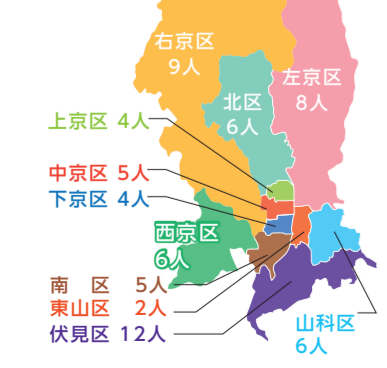 右京区
9人
左京区
8人
北区
6人
上京区 4人
中京区 5人
下京区 4人
西京区
6人
南　区　5人
東山区　2人
伏見区 12人
山科区
6人